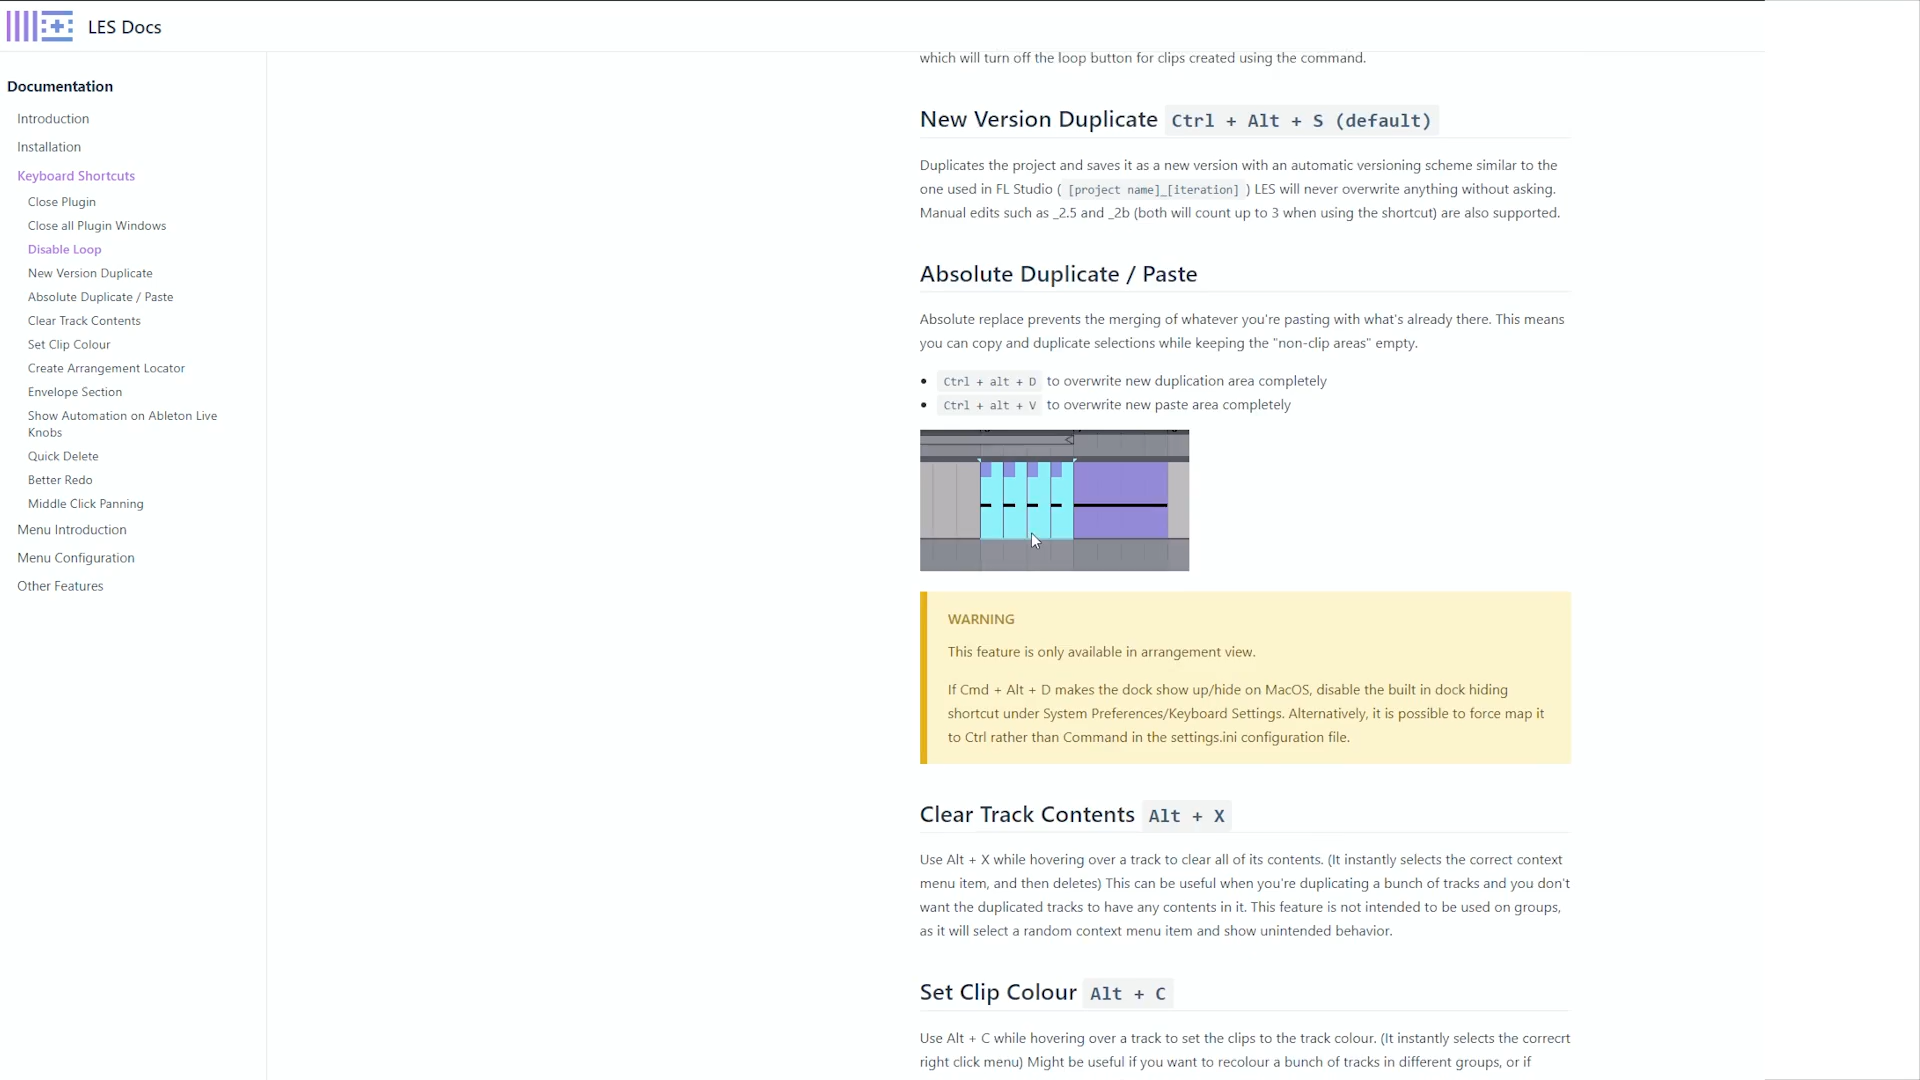 LES Docs
Documentation
Introduction
Installation
Keyboard Shortcuts
Close Plugin
Close all Plugin Windows
Disable Loop
New Version Duplicate
Absolute Duplicate / Paste
Clear Track Contents
Set Clip Colour
Create Arrangement Locator
Envelope Section
Show Automation on Ableton Live
Knobs
Quick Delete
Better Redo
Middle Click Panning
Menu Introduction
Menu Configuration
Other Features
which will turn off the loop button for clips created using the command.
New Version Duplicate Ctrl + Alt + S (default)
Duplicates the project and saves it as a new version with an automatic versioning scheme similar to the
one used in FL Studio ( [project name]_[iteration] ) LES will never overwrite anything without asking.
Manual edits such as _2.5 and _2b (both will count up to 3 when using the shortcut) are also supported.
Absolute Duplicate / Paste
Absolute replace prevents the merging of whatever you're pasting with what's already there. This means
you can copy and duplicate selections while keeping the "non-clip areas" empty.
• Ctrl + alt + D to overwrite new duplication area completely
• Ctrl + alt + V to overwrite new paste area completely
WARNING
This feature is only available in arrangement view.
If Cmd + Alt + D makes the dock show up/hide on MacOS, disable the built in dock hiding
shortcut under System Preferences/Keyboard Settings. Alternatively, it is possible to force map it
to Ctrl rather than Command in the settings.ini configuration file.
Clear Track Contents Alt + X
Use Alt + X while hovering over a track to clear all of its contents. (It instantly selects the correct context
menu item, and then deletes) This can be useful when you're duplicating a bunch of tracks and you don't
want the duplicated tracks to have any contents in it. This feature is not intended to be used on groups,
as it will select a random context menu item and show unintended behavior.
Set Clip Colour Alt + C
Use Alt + C while hovering over a track to set the clips to the track colour. (It instantly selects the correcrt
right click menu) Might be useful if you want to recolour a bunch of tracks in different groups, or if